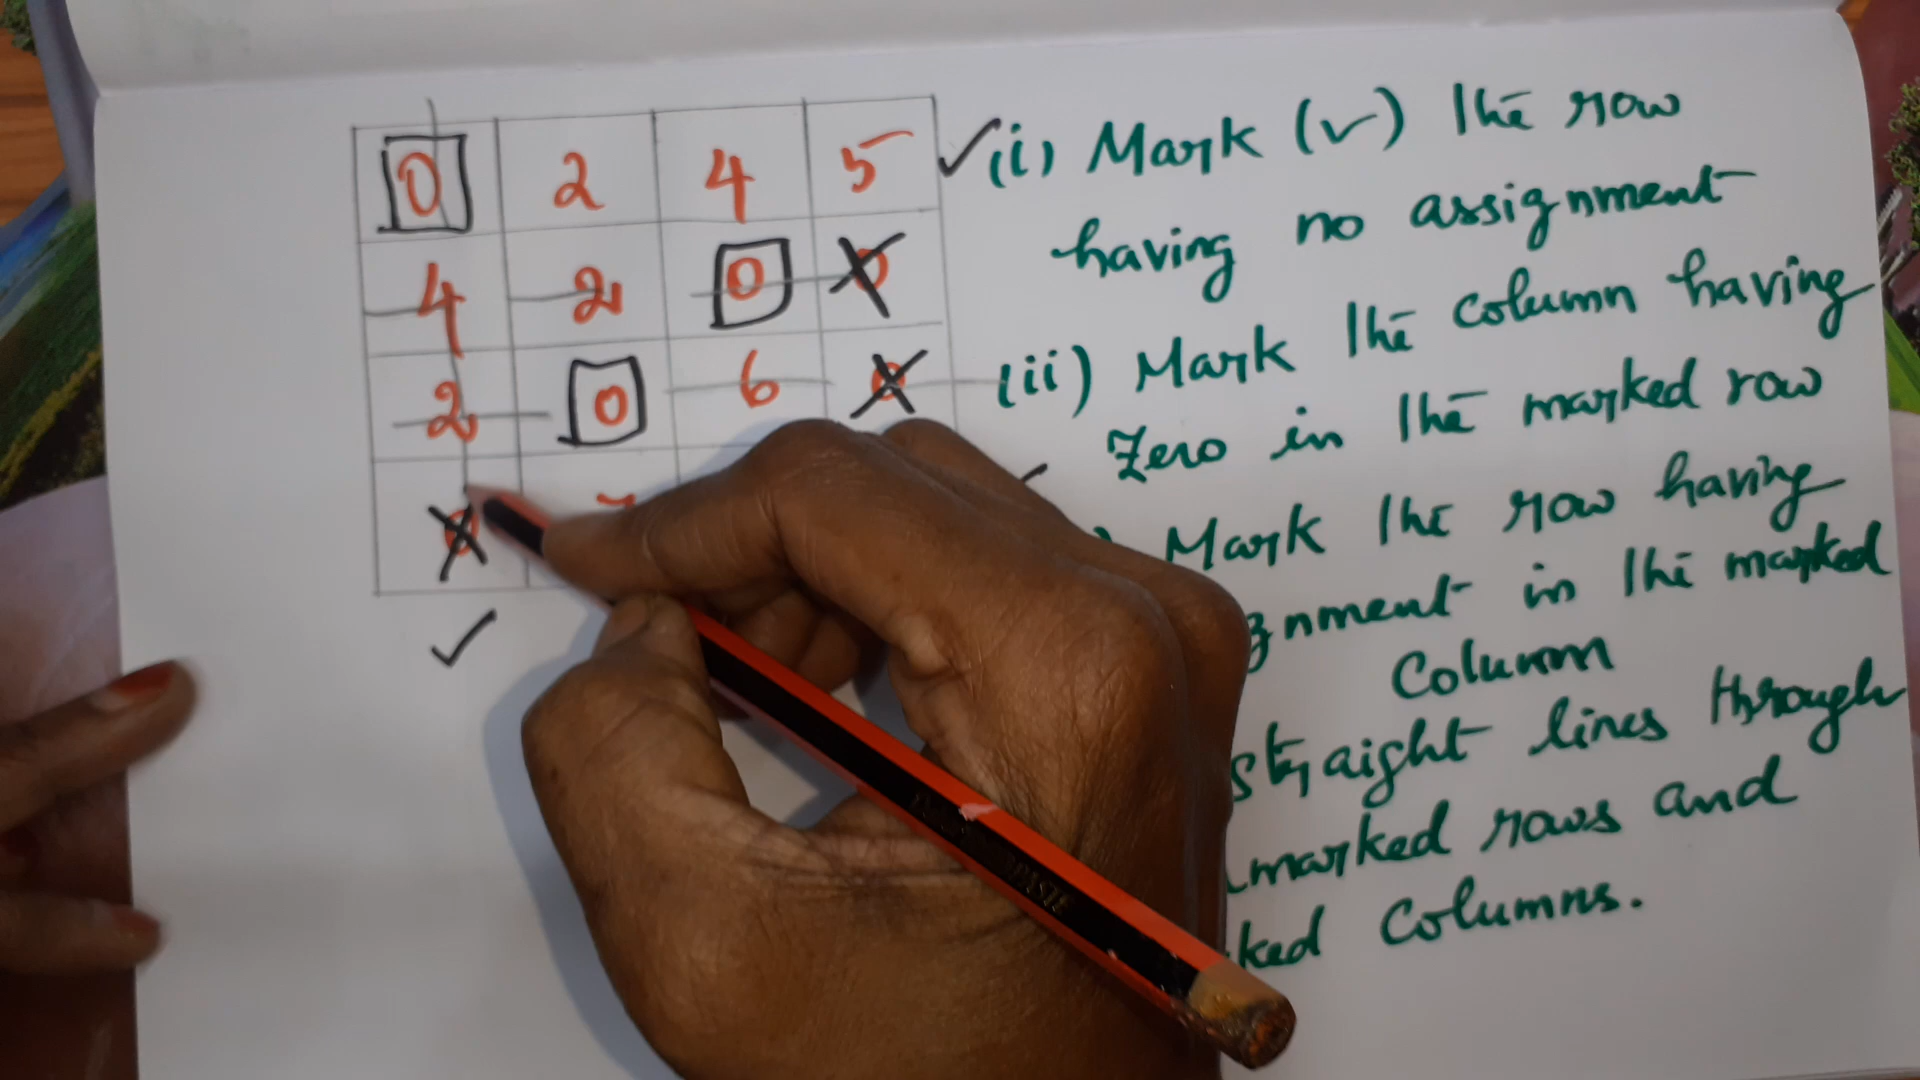 0 2 4 5
4 2 0 0
2 0 6 0
0
✓ (i) Mark (✓) the row
having no assignment
(ii) Mark the column having
Zero in the marked row
Mark the row having
gnment in the marked
Column
straight lines through
marked rows and
ked Columns.